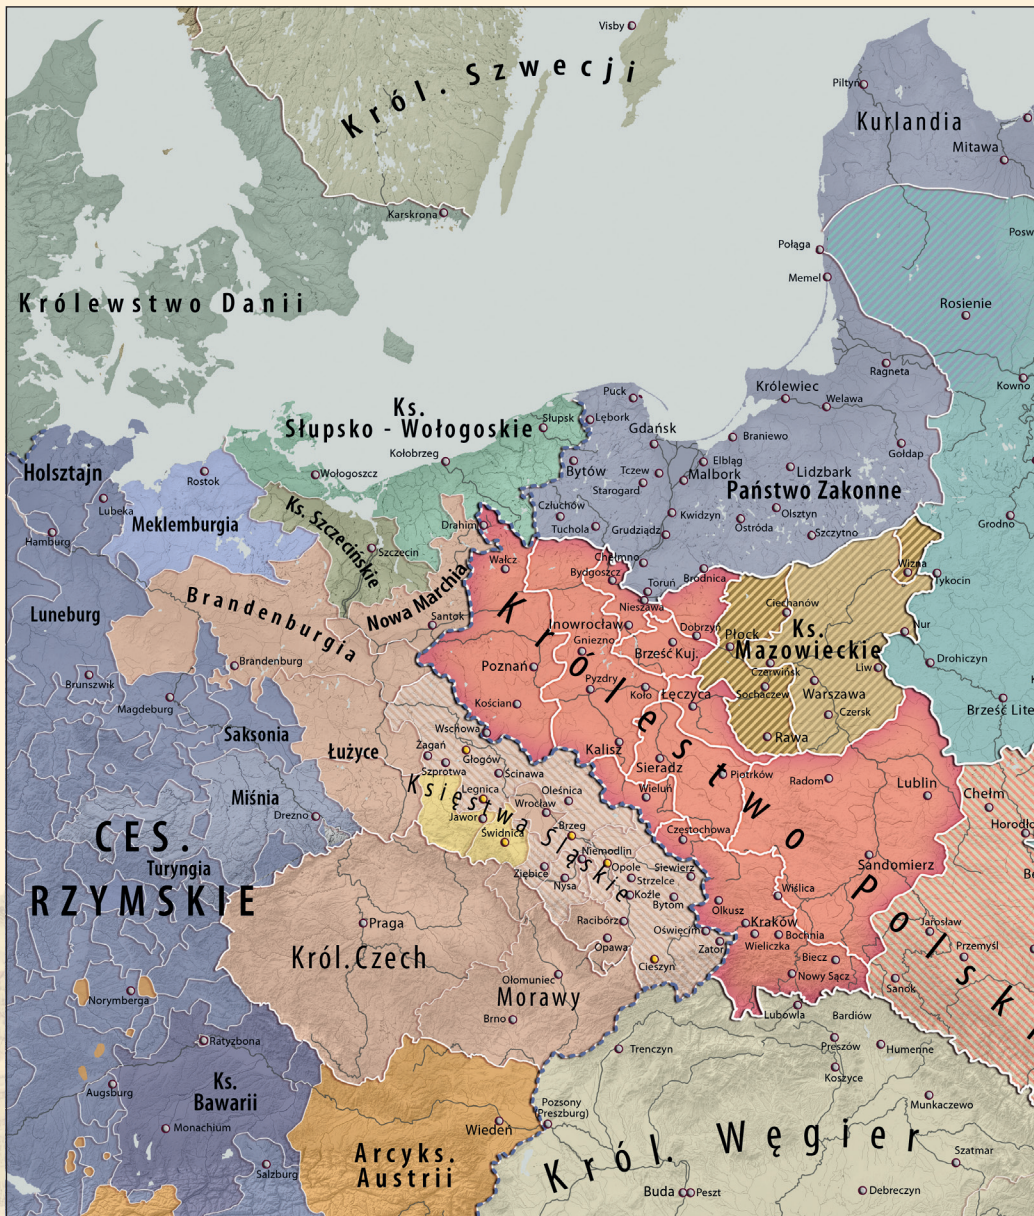 Visby
Król. Szwecji
Piltyń
Kurlandia
Mitawa
Karskrona
Posw
Połąga
Memel
Królewstwo Danii
Rosienie
Ragneta
Kowno
Puck
Królewiec
Welawa
Ks.
Słupsko - Wołogoskie
Słupsk
Lębork
Gdańsk
Braniewo
Gołdap
Kołobrzeg
Holsztajn
Rostok
Wołogoszcz
Bytów
Tczew
Elbląg
Malbork
Lidzbark
Starogard
Państwo Zakonne
Lubeka
Meklemburgia
Ks. Szczecińskie
Człuchów
Kwidzyn
Olsztyn
Grodno
Hamburg
Drahim
Tuchola
Grudziądz
Ostróda
Szczytno
Szczecin
Wałcz
Chełmno
Bydgoszcz
Brodnica
Wizna
Tykocin
Nowa Marchia
Toruń
Nieszawa
Ciechanów
Luneburg
Brandenburgia
Santok
Inowrocław
Dobrzyń
Płock
Ks.
Mazowieckie
Nur
Gniezno
Brześć Kuj.
Brandenburg
Poznań
Czerwińsk
Liw
Drohiczyn
Brunszwik
Pyzdry
Koło
Łęczyca
Sochaczew
Warszawa
Magdeburg
Kościan
Czersk
Brześć Lite
Saksonia
Wschowa
Kalisz
Rawa
Łużyce
Żagań
Głogów
Sieradz
Szprotwa
Ścinawa
Piotrków
Radom
Lublin
Chełm
Księstwa Śląskie
Legnica
Oleśnica
Wieluń
Miśnia
Wrocław
Drezno
Jawor
Brzeg
Częstochowa
Horodło
CES.
RZYMSKIE
Świdnica
Turyngia
Niemodlin
Sandomierz
Ziębice
Opole
Siewierz
Nysa
Strzelce
Koźle
Bytom
Wiślica
Olkusz
Praga
Racibórz
Kraków
Jarosław
Oświęcim
Bochnia
Opawa
Zator
Wieliczka
Przemyśl
Król. Czech
Cieszyn
Biecz
Nowy Sącz
Sanok
Królestwo Polski
Ołomuniec
Morawy
Norymberga
Brno
Lubowla
Bardiów
Ratyzbona
Trenczyn
Preszów
Humenne
Koszyce
Ks.
Bawarii
Augsburg
Munkaczewo
Pozsony
(Preszburg)
Monachium
Wiedeń
Król. Węgier
Arcyks.
Austrii
Szatmar
Salzburg
Buda
Peszt
Debreczyn